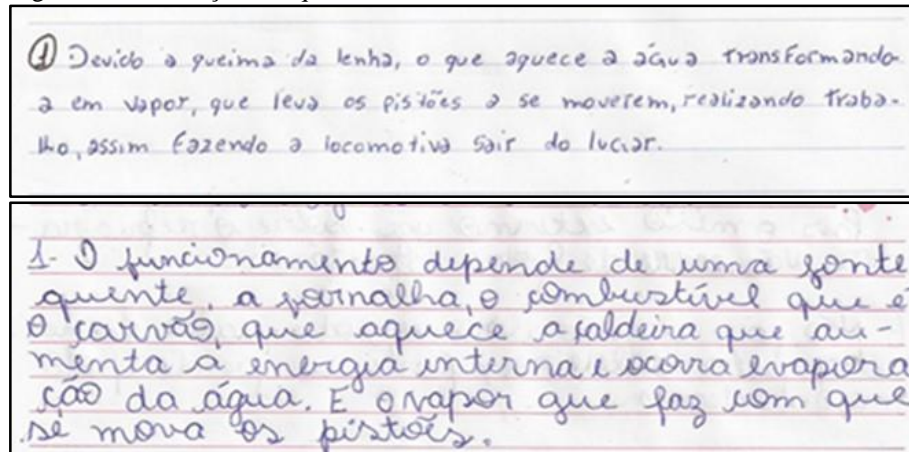 ① Devido a queima da lenha, o que aquece a água transformando-
a em vapor, que leva os pistões a se moverem, realizando traba-
lho, assim fazendo a locomotiva sair do lugar.
1- O funcionamento depende de uma fonte
quente, a fornalha, o combustível que é
o carvão, que aquece a caldeira que au-
menta a energia interna e ocorra evapora
ção da água. E o vapor que faz com que
se mova os pistões.